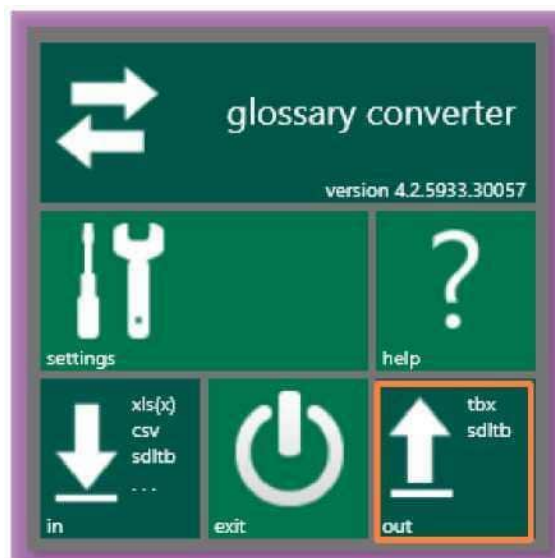 glossary converter
version 4.2.5933.30057
settings
help
xls(x)
csv
sdltb
...
in
exit
tbx
sdltb
out